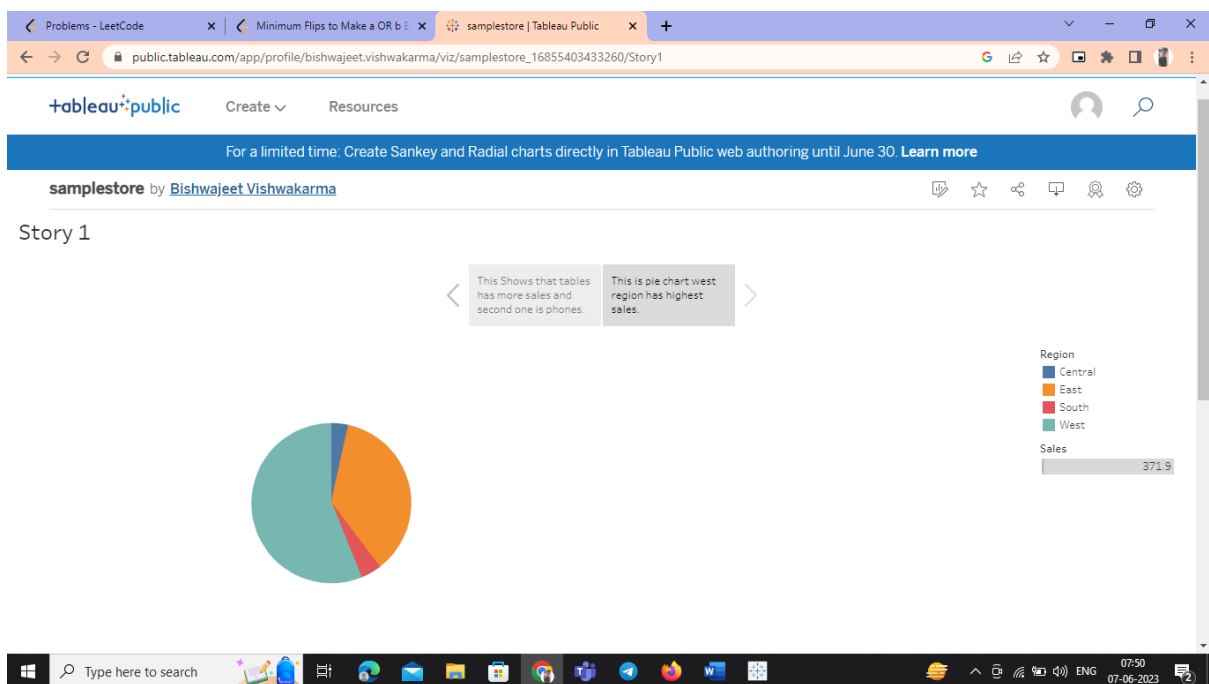 Problems - LeetCode
Minimum Flips to Make a OR b E
samplestore | Tableau Public
public.tableau.com/app/profile/bishwajeet.vishwakarma/viz/samplestore_16855403433260/Story1
+ableau public
Create
Resources
For a limited time: Create Sankey and Radial charts directly in Tableau Public web authoring until June 30. Learn more
samplestore by Bishwajeet Vishwakarma
Story 1
This Shows that tables
has more sales and
second one is phones.
This is pie chart west
region has highest
sales.
Region
Central
East
South
West
Sales
371.9
Type here to search
ENG
07:50
07-06-2023
2